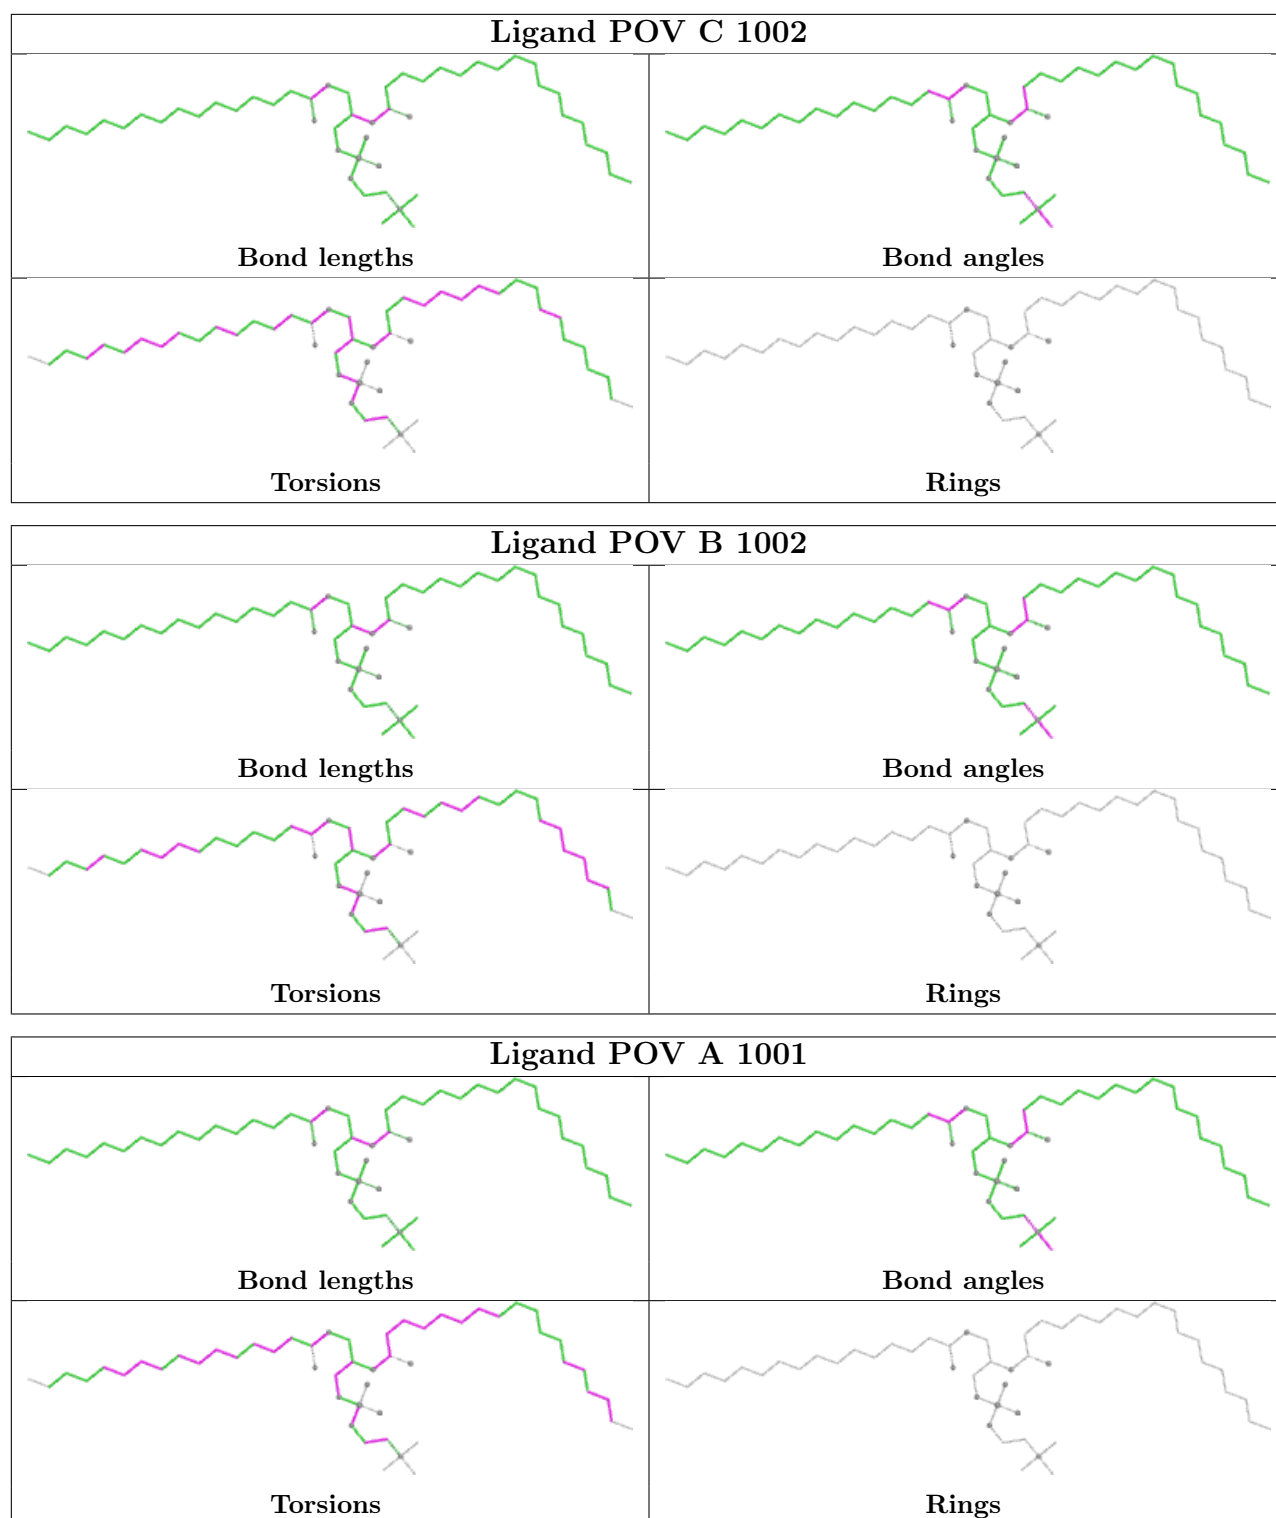 Ligand POV C 1002
Bond lengths
Bond angles
Torsions
Rings
Ligand POV B 1002
Bond lengths
Bond angles
Torsions
Rings
Ligand POV A 1001
Bond lengths
Bond angles
Torsions
Rings